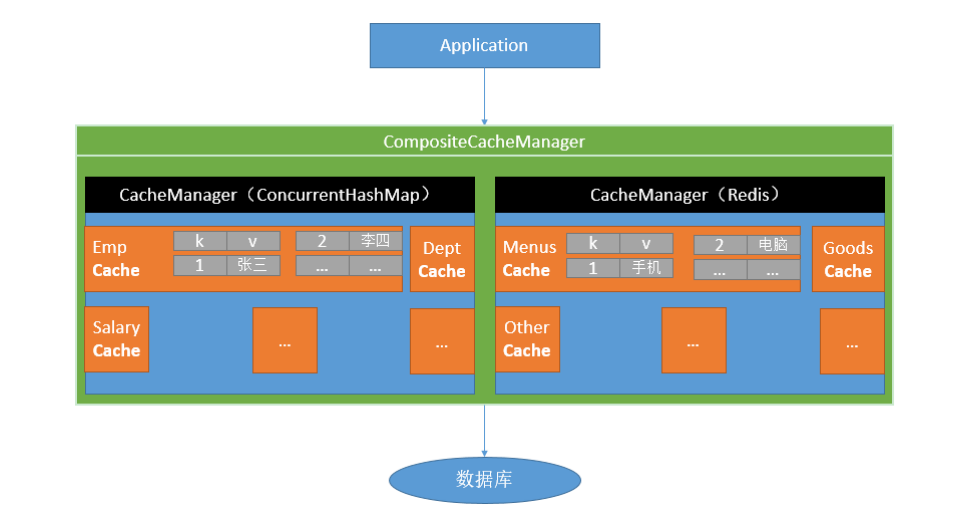 Application
CompositeCacheManager
CacheManager（ConcurrentHashMap）
Emp
Cache
k v
1 张三
2 李四
... ...
Dept
Cache
Salary
Cache
...
...
CacheManager（Redis）
Menus
Cache
k v
1 手机
2 电脑
... ...
Goods
Cache
Other
Cache
...
...
数据库